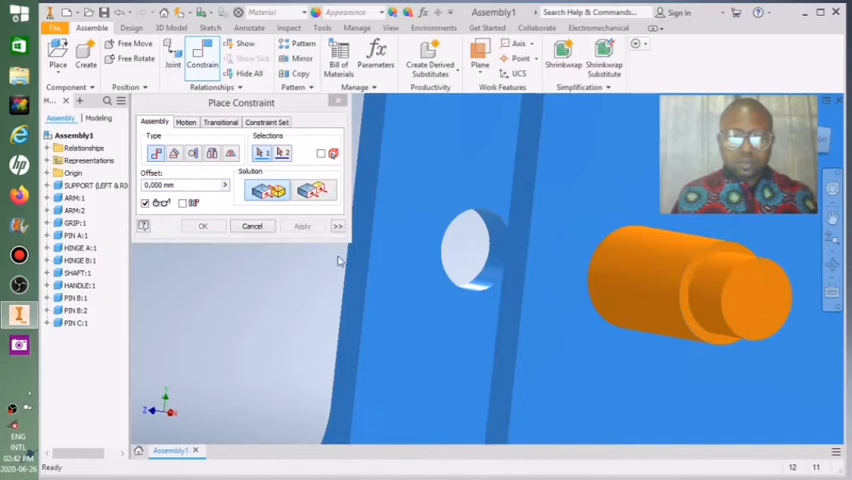 Material
Appearance
Assembly1
Search Help & Commands...
Sign In
File
Assemble
Design
3D Model
Sketch
Annotate
Inspect
Tools
Manage
View
Environments
Get Started
Vault
Collaborate
Electromechanical
Place
Create
Free Move
Free Rotate
Joint
Constrain
Show
Show Sick
Hide All
Pattern
Mirror
Copy
Bill of
Materials
Parameters
Create Derived
Substitutes
Plane
Axis
Point
UCS
Shrinkwrap
Shrinkwrap
Substitute
Component
Position
Relationships
Pattern
Manage
Productivity
Work Features
Simplification
M...
Assembly
Modeling
Assembly1
Relationships
Representations
Origin
SUPPORT (LEFT & RI
ARM:1
ARM:2
GRIP:1
PIN A:1
HINGE A:1
HINGE B:1
SHAFT:1
HANDLE:1
PIN B:1
PIN B:2
PIN C:1
Place Constraint
Assembly
Motion
Transitional
Constraint Set
Type
Selections
1
2
Offset:
0,000 mm
Solution
OK
Cancel
Apply
>>
Y
Z
X
Assembly1
Ready
12
11
ENG
INTL
02:42 PM
2020-06-26